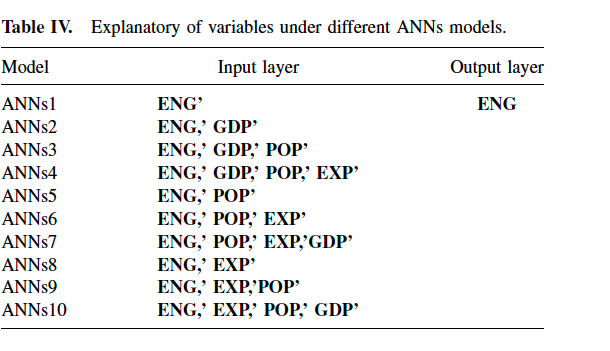 Table IV. Explanatory of variables under different ANNs models.
Model Input layer Output layer
ANNs1 ENG’ ENG
ANNs2 ENG,’ GDP’
ANNs3 ENG,’ GDP,’ POP’
ANNs4 ENG,’ GDP,’ POP,’ EXP’
ANNs5 ENG,’ POP’
ANNs6 ENG,’ POP,’ EXP’
ANNs7 ENG,’ POP,’ EXP,’GDP’
ANNs8 ENG,’ EXP’
ANNs9 ENG,’ EXP,’POP’
ANNs10 ENG,’ EXP,’ POP,’ GDP’